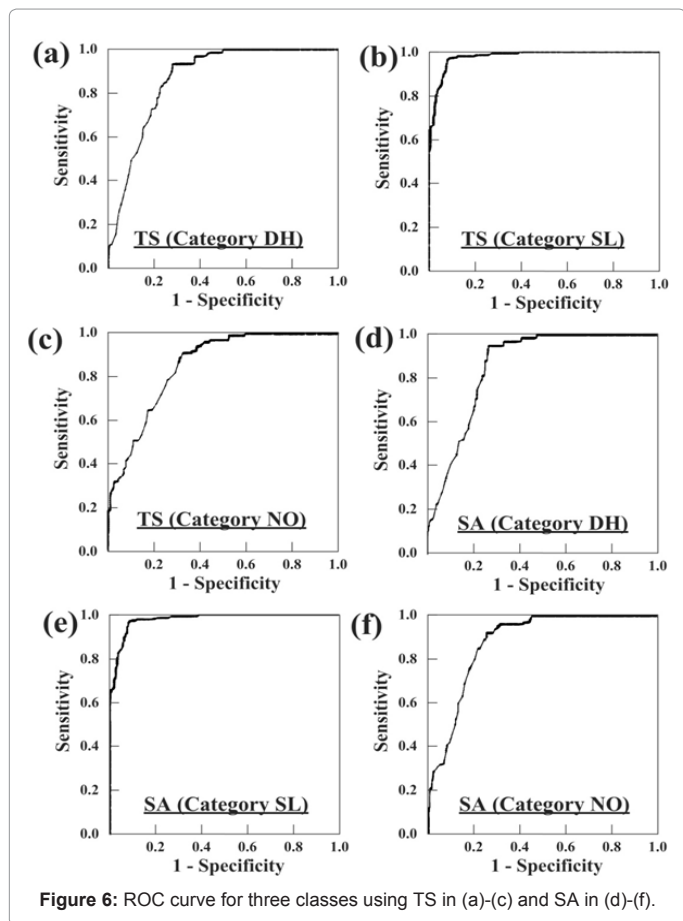 (a)
1.0
0.8
0.6
0.4
0.2
0.0
Sensitivity
TS (Category DH)
0.2 0.4 0.6 0.8 1.0
1 - Specificity
(b)
1.0
0.8
0.6
0.4
0.2
0.0
Sensitivity
TS (Category SL)
0.2 0.4 0.6 0.8 1.0
1 - Specificity
(c)
1.0
0.8
0.6
0.4
0.2
0.0
Sensitivity
TS (Category NO)
0.2 0.4 0.6 0.8 1.0
1 - Specificity
(d)
1.0
0.8
0.6
0.4
0.2
0.0
Sensitivity
SA (Category DH)
0.2 0.4 0.6 0.8 1.0
1 - Specificity
(e)
1.0
0.8
0.6
0.4
0.2
0.0
Sensitivity
SA (Category SL)
0.2 0.4 0.6 0.8 1.0
1 - Specificity
(f)
1.0
0.8
0.6
0.4
0.2
0.0
Sensitivity
SA (Category NO)
0.2 0.4 0.6 0.8 1.0
1 - Specificity
Figure 6: ROC curve for three classes using TS in (a)-(c) and SA in (d)-(f).